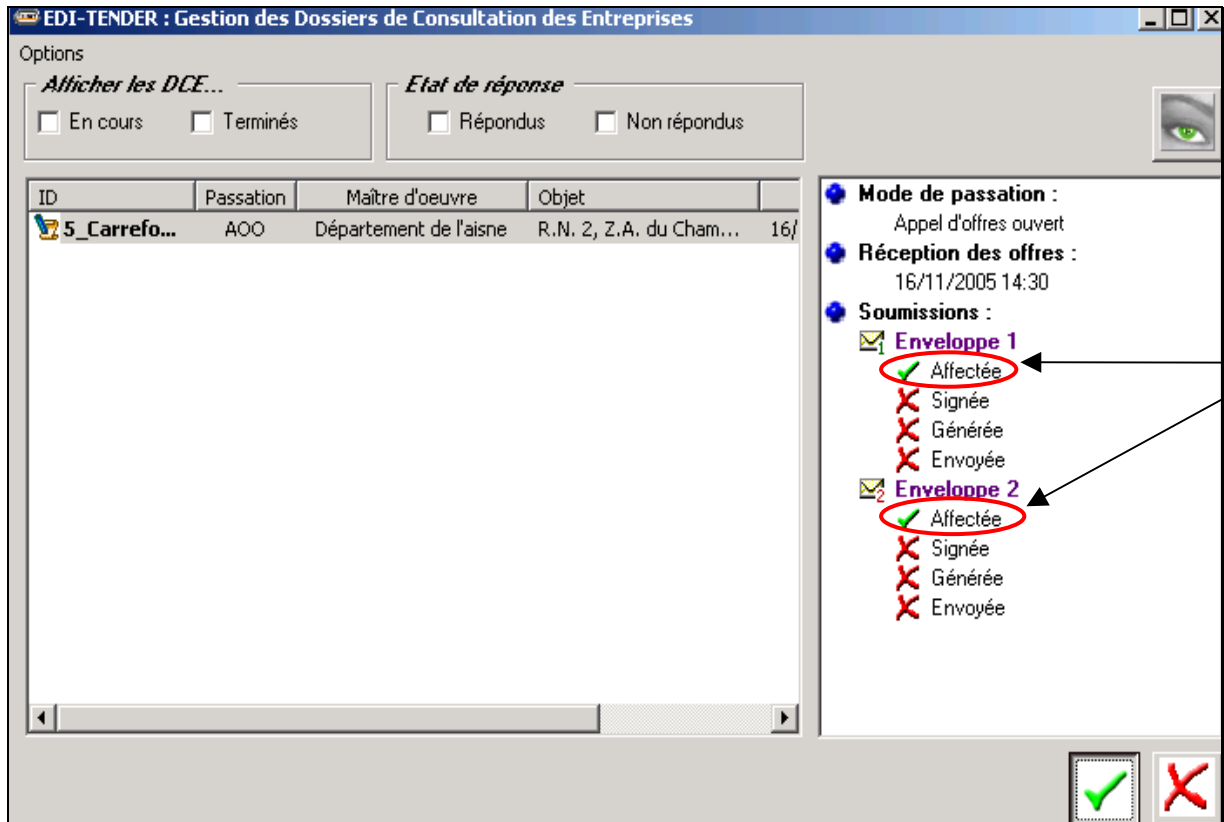 EDI-TENDER : Gestion des Dossiers de Consultation des Entreprises
Options
Afficher les DCE...
En cours
Terminés
Etat de réponse
Répondus
Non répondus
ID Passation Maître d'oeuvre Objet
5_Carrefo... AOO Département de l'aisne R.N. 2, Z.A. du Cham... 16/
Mode de passation :
Appel d'offres ouvert
Réception des offres :
16/11/2005 14:30
Soumissions :
1 Enveloppe 1
Affectée
Signée
Générée
Envoyée
2 Enveloppe 2
Affectée
Signée
Générée
Envoyée